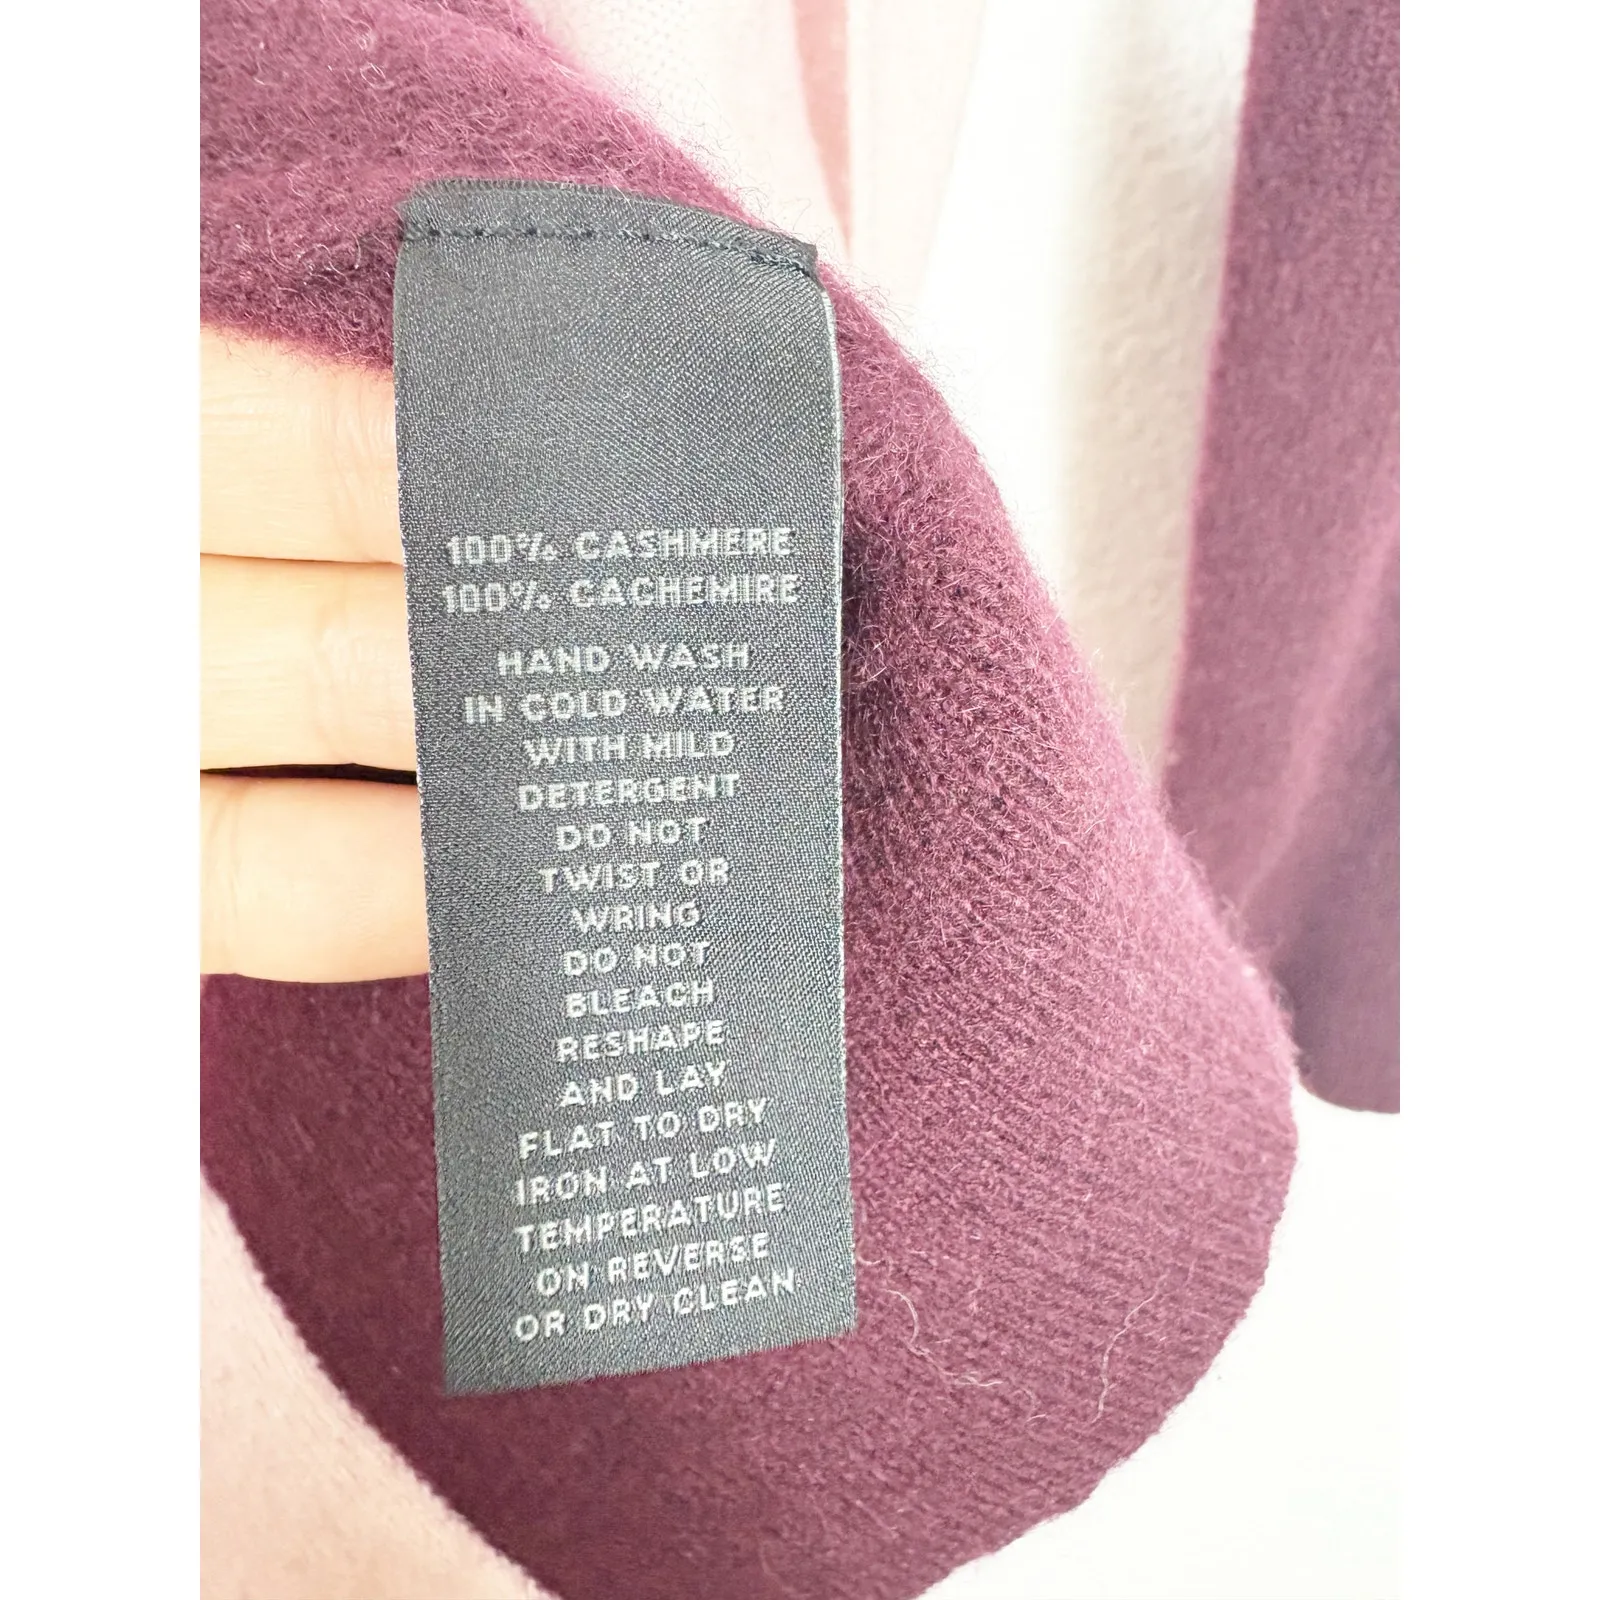 100% CASHMERE
100% CACHEMIRE
HAND WASH
IN COLD WATER
WITH MILD
DETERGENT
DO NOT
TWIST OR
WRING
DO NOT
BLEACH
RESHAPE
AND LAY
FLAT TO DRY
IRON AT LOW
TEMPERATURE
ON REVERSE
OR DRY CLEAN